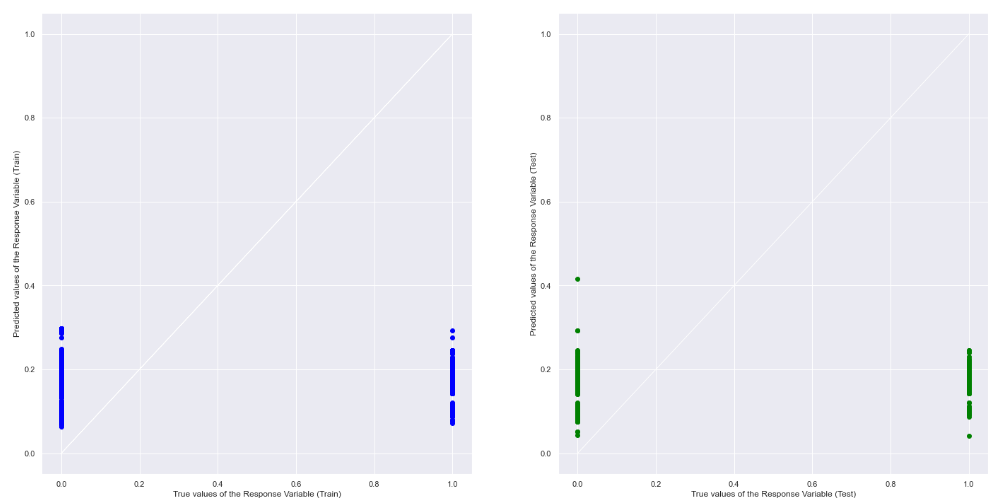 1.0
0.8
0.6
0.4
0.2
0.0
0.0 0.2 0.4 0.6 0.8 1.0
Predicted values of the Response Variable (Train)
True values of the Response Variable (Train)
1.0
0.8
0.6
0.4
0.2
0.0
0.0 0.2 0.4 0.6 0.8 1.0
Predicted values of the Response Variable (Test)
True values of the Response Variable (Test)